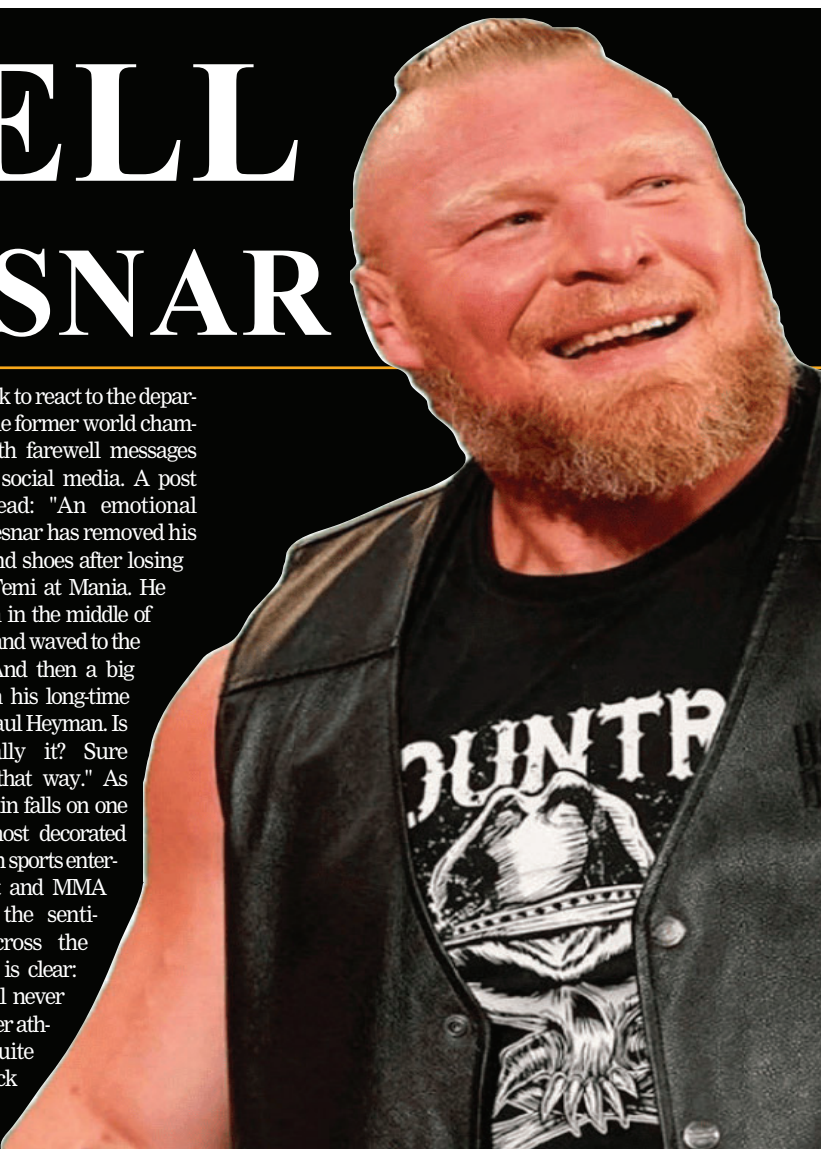 ELL
SNAR
k to react to the depar-
e former world cham-
th farewell messages
social media. A post
ead: "An emotional
esnar has removed his
nd shoes after losing
Temi at Mania. He
in the middle of
and waved to the
And then a big
his long-time
aul Heyman. Is
lly it? Sure
that way." As
in falls on one
most decorated
n sports enter-
t and MMA
the senti-
cross the
is clear:
l never
er ath-
uite
ck
OUNTR